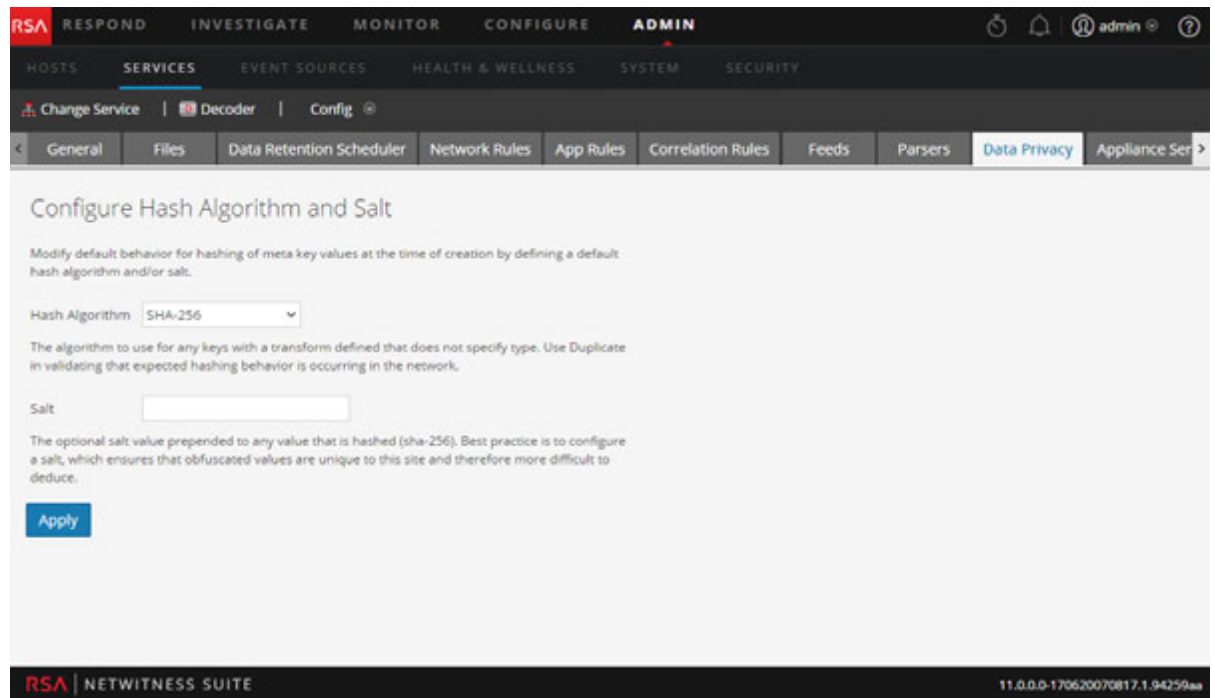 RSA RESPOND INVESTIGATE MONITOR CONFIGURE ADMIN admin ?
HOSTS SERVICES EVENT SOURCES HEALTH & WELLNESS SYSTEM SECURITY
Change Service | Decoder | Config
General Files Data Retention Scheduler Network Rules App Rules Correlation Rules Feeds Parsers Data Privacy Appliance Ser
Configure Hash Algorithm and Salt
Modify default behavior for hashing of meta key values at the time of creation by defining a default
hash algorithm and/or salt.
Hash Algorithm SHA-256
The algorithm to use for any keys with a transform defined that does not specify type. Use Duplicate
in validating that expected hashing behavior is occurring in the network.
Salt
The optional salt value prepended to any value that is hashed (sha-256). Best practice is to configure
a salt, which ensures that obfuscated values are unique to this site and therefore more difficult to
deduce.
Apply
RSA | NETWITNESS SUITE 11.0.0.0-170620070817.1.94259aa